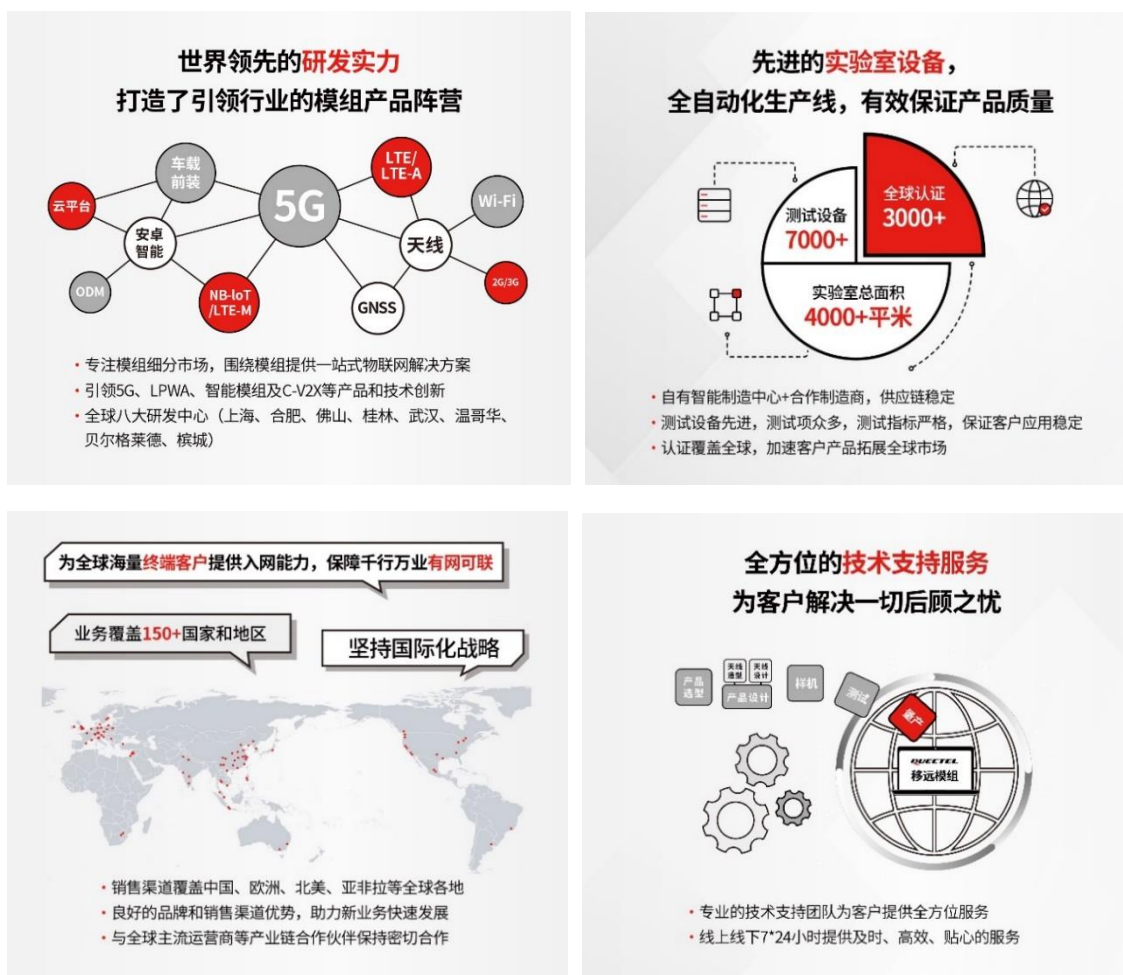 世界领先的研发实力
打造了引领行业的模组产品阵营
车载
前装
云平台
安卓
智能
ODM
NB-IoT
/LTE-M
5G
LTE/
LTE-A
Wi-Fi
天线
2G/3G
GNSS
·专注模组细分市场，围绕模组提供一站式物联网解决方案
·引领5G、LPWA、智能模组及C-V2X等产品和技术创新
·全球八大研发中心（上海、合肥、佛山、桂林、武汉、温哥华、
贝尔格莱德、槟城）
先进的实验室设备，
全自动化生产线，有效保证产品质量
测试设备
7000+
全球认证
3000+
实验室总面积
4000+平米
·自有智能制造中心+合作制造商，供应链稳定
·测试设备先进，测试项众多，测试指标严格，保证客户应用稳定
·认证覆盖全球，加速客户产品拓展全球市场
为全球海量终端客户提供入网能力，保障千行万业有网可联
业务覆盖150+国家和地区
坚持国际化战略
·销售渠道覆盖中国、欧洲、北美、亚非拉等全球各地
·良好的品牌和销售渠道优势，助力新业务快速发展
·与全球主流运营商等产业链合作伙伴保持密切合作
全方位的技术支持服务
为客户解决一切后顾之忧
产品
选型
天线
造型
天线
设计
产品设计
样机
测试
量产
QUECTEL
移远模组
·专业的技术支持团队为客户提供全方位服务
·线上线下7*24小时提供及时、高效、贴心的服务